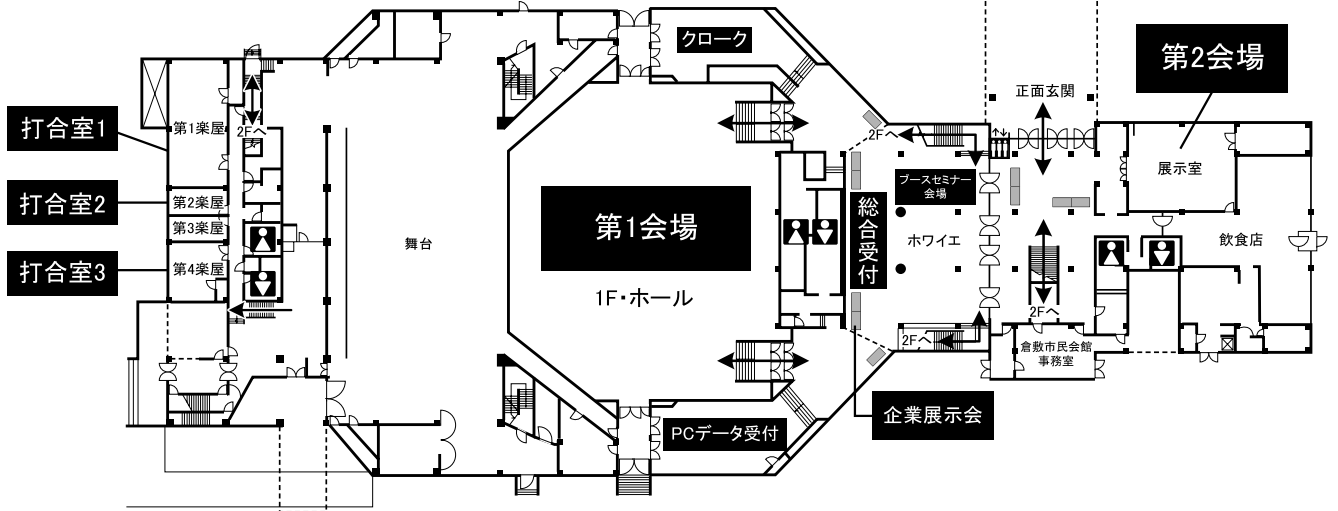 クローク
第2会場
正面玄関
打合室1
第1楽屋
2Fへ
2Fへ
展示室
ブースセミナー
会場
打合室2
第2楽屋
第3楽屋
第1会場
総合受付
ホワイエ
飲食店
舞台
打合室3
第4楽屋
1F・ホール
2Fへ
2Fへ
倉敷市民会館
事務室
企業展示会
PCデータ受付